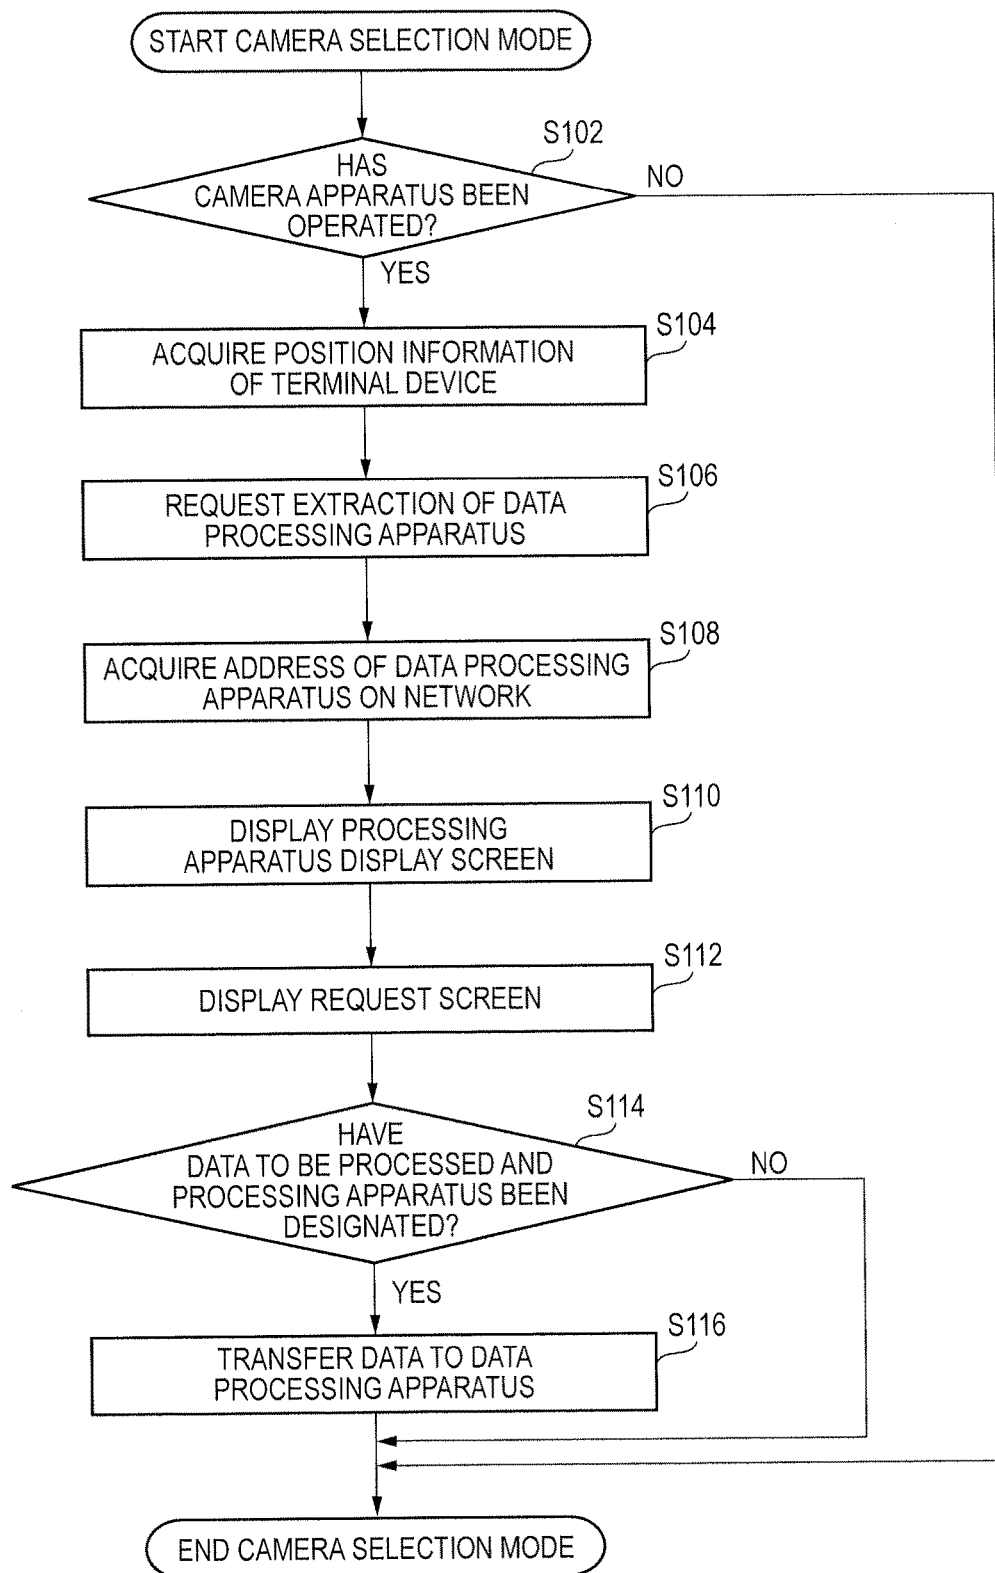 START CAMERA SELECTION MODE
S102
HAS
CAMERA APPARATUS BEEN
OPERATED?
NO
YES
S104
ACQUIRE POSITION INFORMATION
OF TERMINAL DEVICE
S106
REQUEST EXTRACTION OF DATA
PROCESSING APPARATUS
S108
ACQUIRE ADDRESS OF DATA PROCESSING
APPARATUS ON NETWORK
S110
DISPLAY PROCESSING
APPARATUS DISPLAY SCREEN
S112
DISPLAY REQUEST SCREEN
S114
HAVE
DATA TO BE PROCESSED AND
PROCESSING APPARATUS BEEN
DESIGNATED?
NO
YES
S116
TRANSFER DATA TO DATA
PROCESSING APPARATUS
END CAMERA SELECTION MODE